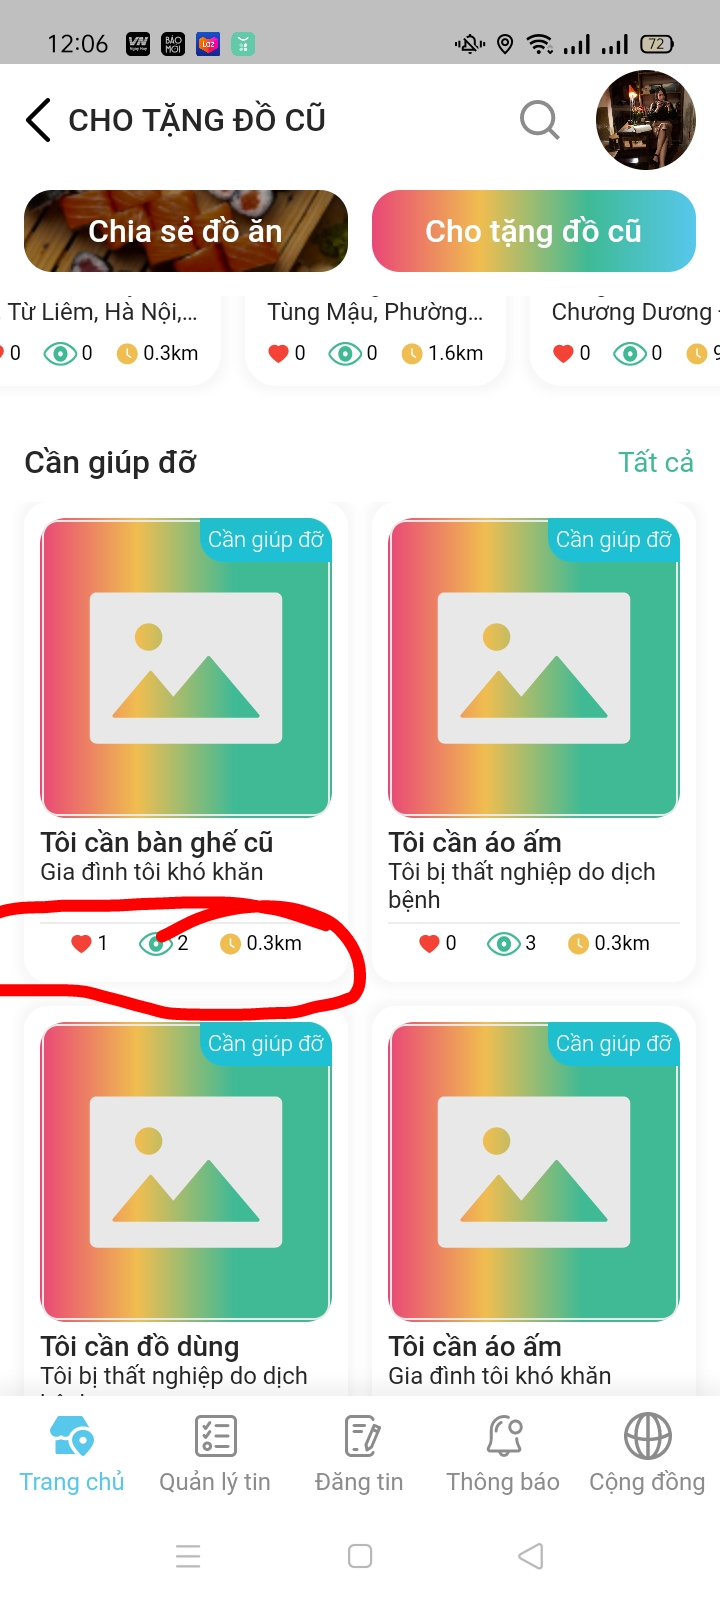 12:06
VN
BÁO MỚI
Laz
72
CHO TẶNG ĐỒ CŨ
Chia sẻ đồ ăn
Cho tặng đồ cũ
, Từ Liêm, Hà Nội,...
Tùng Mậu, Phường...
Chương Dương
0
0
0.3km
0
0
1.6km
0
0
9
Cần giúp đỡ
Tất cả
Cần giúp đỡ
Cần giúp đỡ
Tôi cần bàn ghế cũ
Gia đình tôi khó khăn
Tôi cần áo ấm
Tôi bị thất nghiệp do dịch
bệnh
1
2
0.3km
0
3
0.3km
Cần giúp đỡ
Cần giúp đỡ
Tôi cần đồ dùng
Tôi bị thất nghiệp do dịch
Tôi cần áo ấm
Gia đình tôi khó khăn
Trang chủ
Quản lý tin
Đăng tin
Thông báo
Cộng đồng